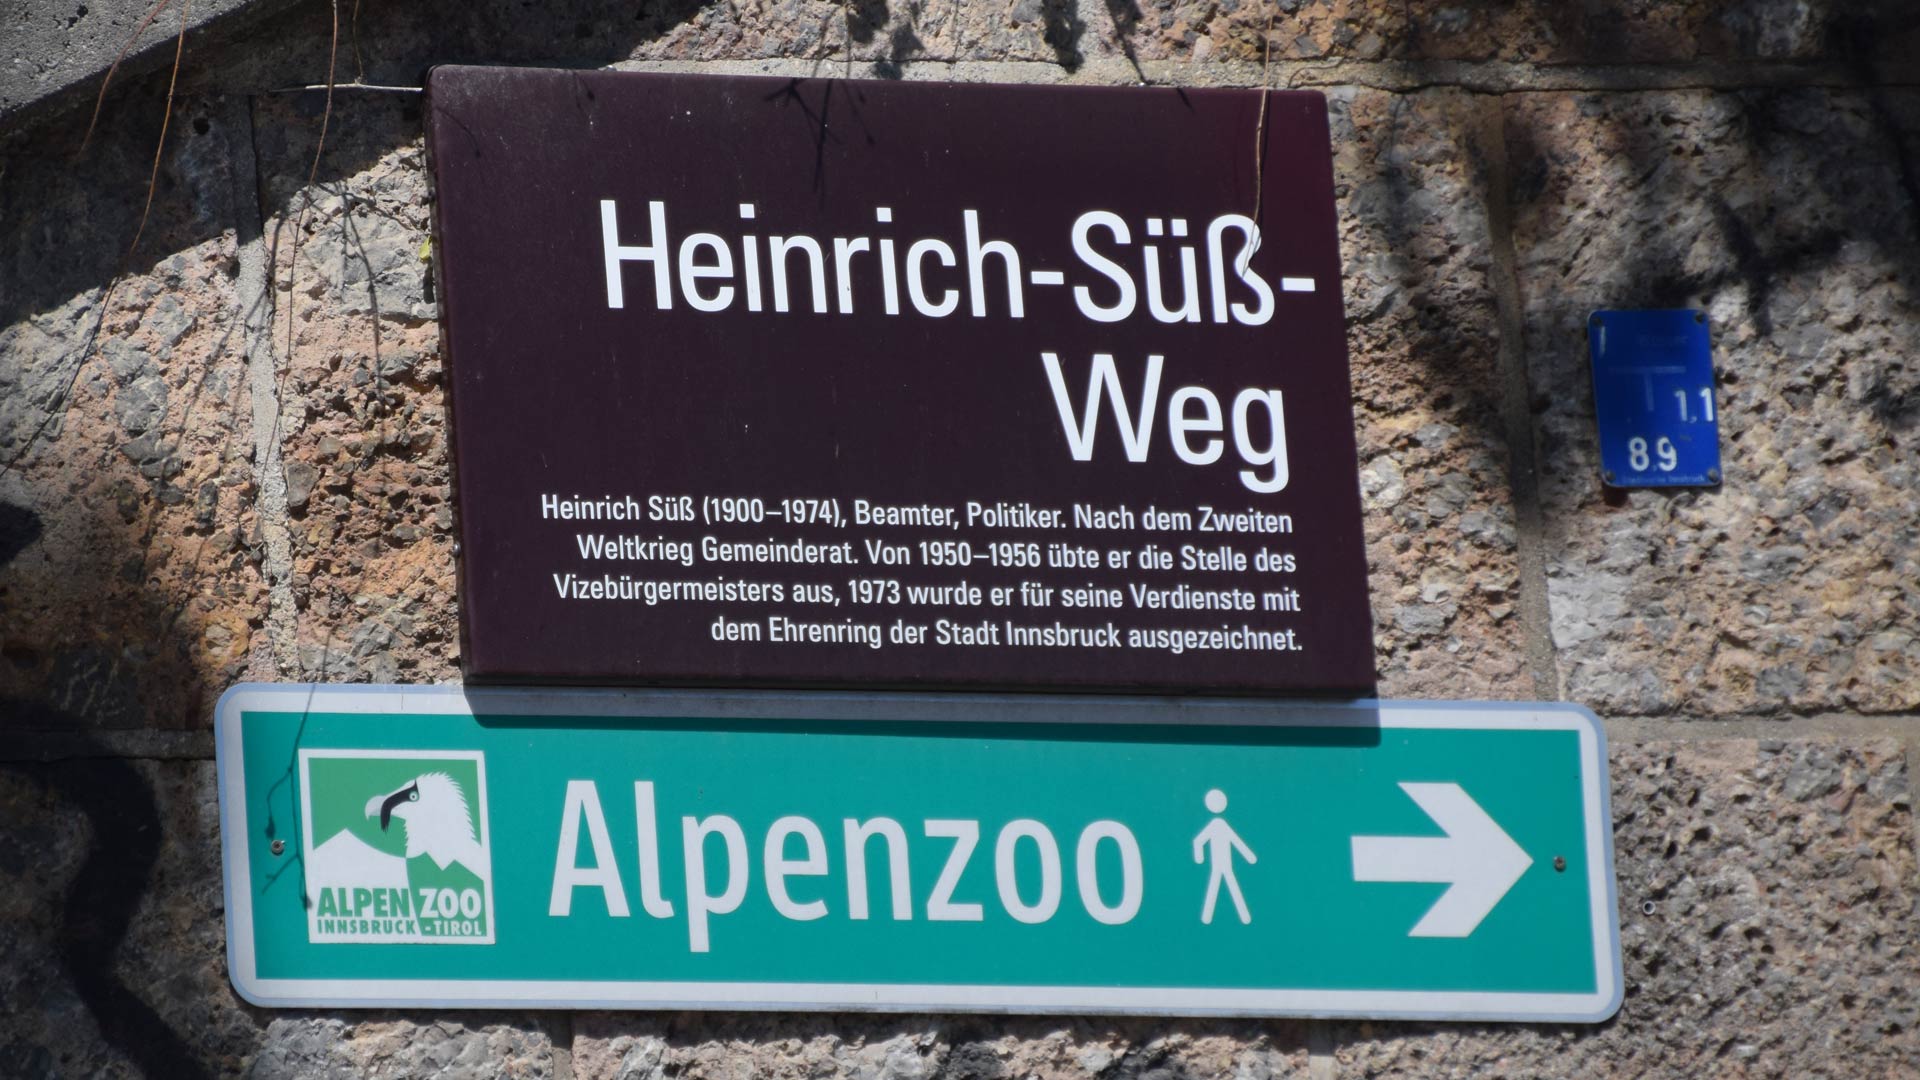 Heinrich-Süß-
Weg
Heinrich Süß (1900–1974), Beamter, Politiker. Nach dem Zweiten
Weltkrieg Gemeinderat. Von 1950–1956 übte er die Stelle des
Vizebürgermeisters aus, 1973 wurde er für seine Verdienste mit
dem Ehrenring der Stadt Innsbruck ausgezeichnet.
T 1,1
8,9
ALPENZOO
INNSBRUCK-TIROL
Alpenzoo